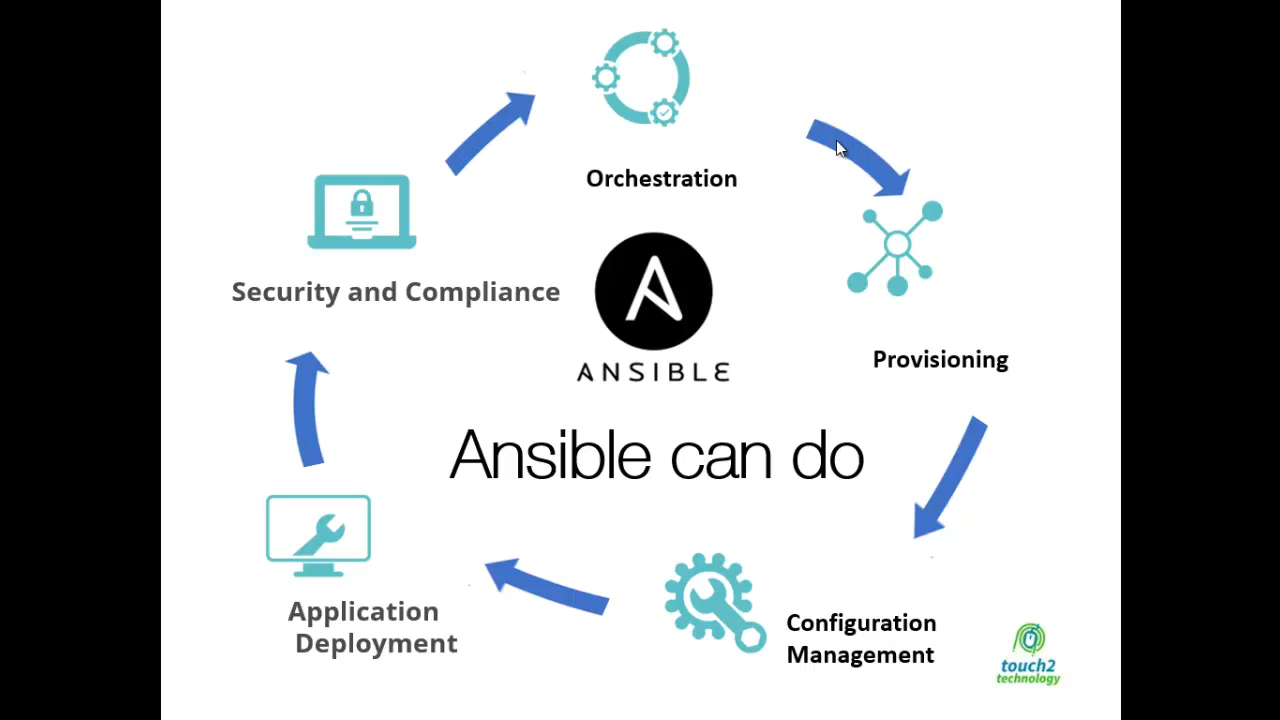 Orchestration
Security and Compliance
ANSIBLE
Provisioning
Ansible can do
Application
Deployment
Configuration
Management
touch2
technology